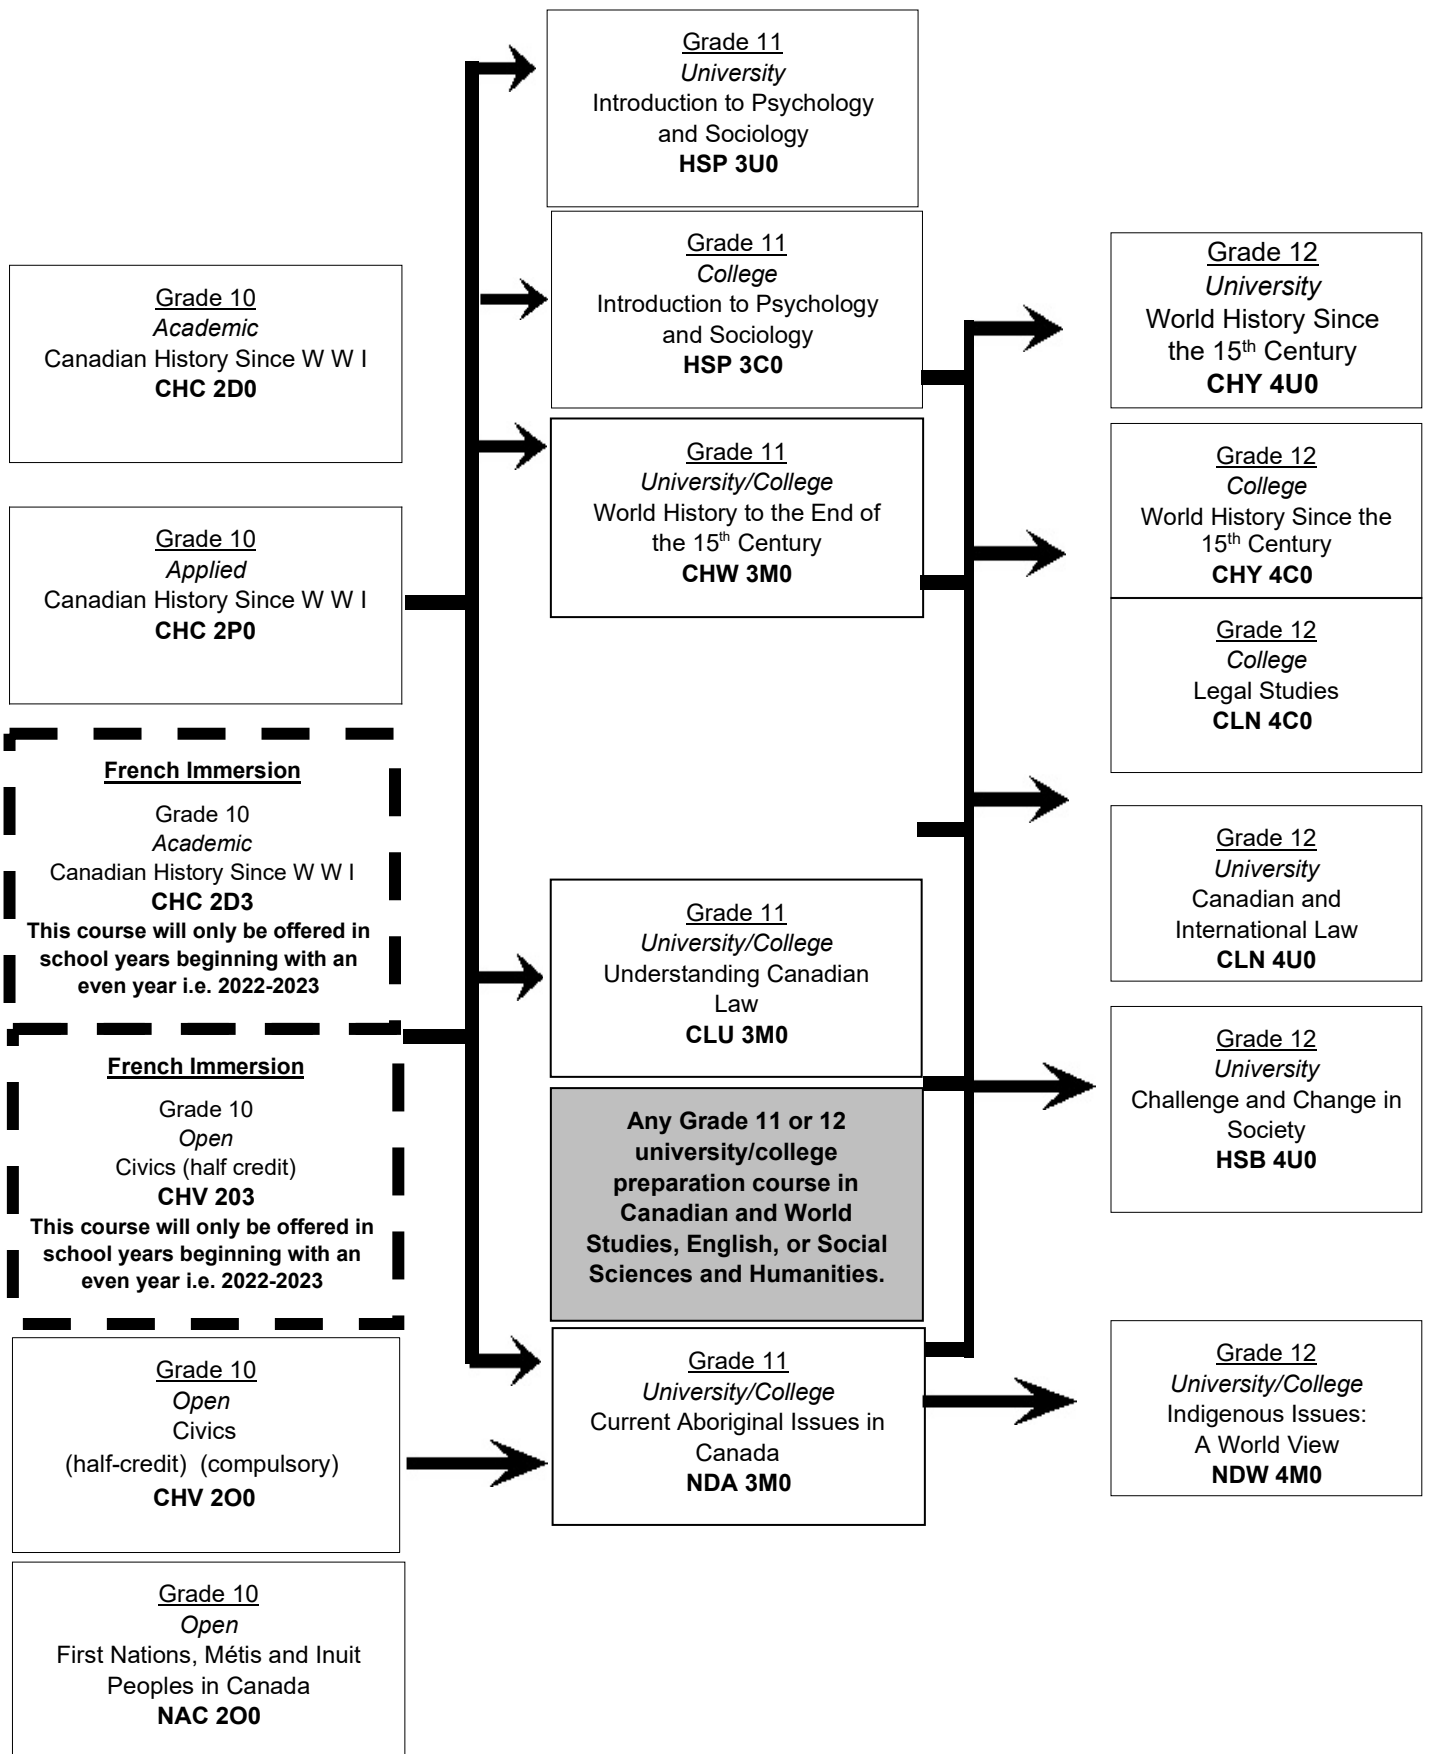 Grade 10
Academic
Canadian History Since W W I
CHC 2D0
Grade 10
Applied
Canadian History Since W W I
CHC 2P0
French Immersion
Grade 10
Academic
Canadian History Since W W I
CHC 2D3
This course will only be offered in
school years beginning with an
even year i.e. 2022-2023
French Immersion
Grade 10
Open
Civics (half credit)
CHV 203
This course will only be offered in
school years beginning with an
even year i.e. 2022-2023
Grade 10
Open
Civics
(half-credit) (compulsory)
CHV 2O0
Grade 10
Open
First Nations, Métis and Inuit
Peoples in Canada
NAC 2O0
Grade 11
University
Introduction to Psychology
and Sociology
HSP 3U0
Grade 11
College
Introduction to Psychology
and Sociology
HSP 3C0
Grade 11
University/College
World History to the End of
the 15th Century
CHW 3M0
Grade 11
University/College
Understanding Canadian
Law
CLU 3M0
Any Grade 11 or 12
university/college
preparation course in
Canadian and World
Studies, English, or Social
Sciences and Humanities.
Grade 11
University/College
Current Aboriginal Issues in
Canada
NDA 3M0
Grade 12
University
World History Since
the 15th Century
CHY 4U0
Grade 12
College
World History Since the
15th Century
CHY 4C0
Grade 12
College
Legal Studies
CLN 4C0
Grade 12
University
Canadian and
International Law
CLN 4U0
Grade 12
University
Challenge and Change in
Society
HSB 4U0
Grade 12
University/College
Indigenous Issues:
A World View
NDW 4M0